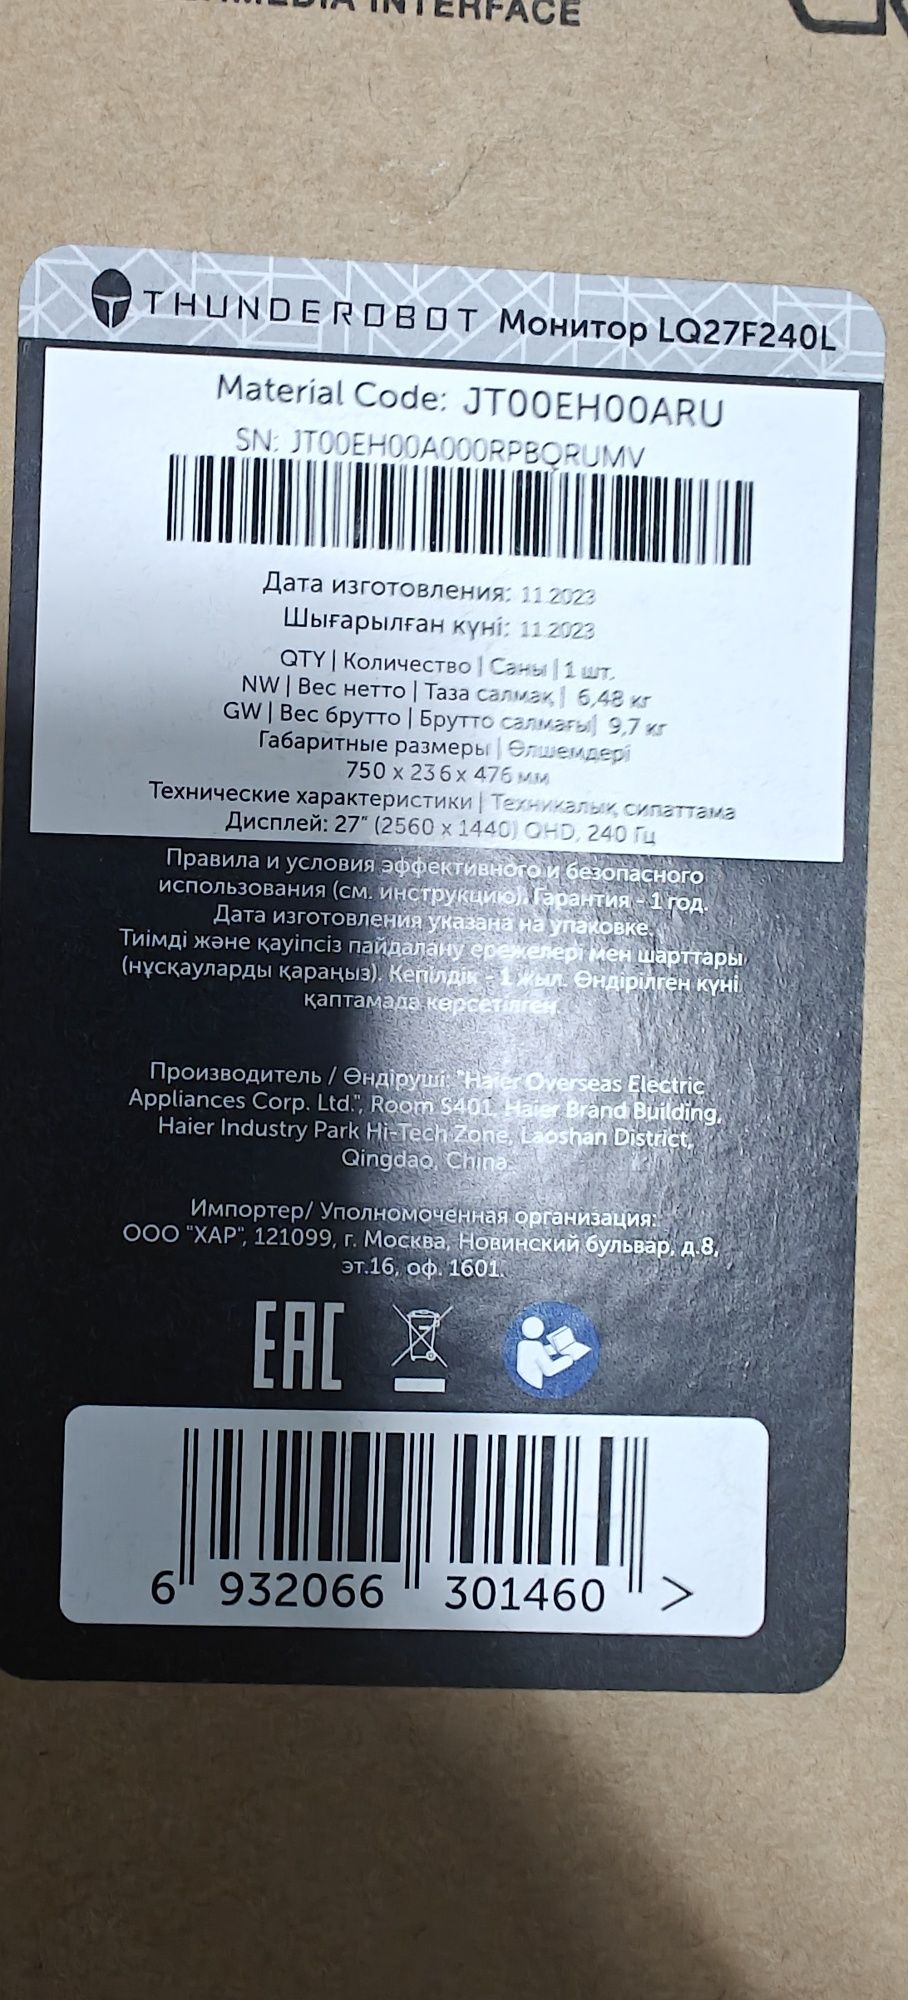 INTERFACE
THUNDEROBOT Монитор LQ27F240L
Material Code: JT00EH00ARU
SN: JT00EH00A000RPBQRUMV
Дата изготовления: 11.2023
Шығарылған күні: 11.2023
QTY | Количество | Саны | 1 шт.
NW | Вес нетто | Таза салмақ | 6,48 кг
GW | Вес брутто | Брутто салмағы| 9,7 кг
Габаритные размеры | Өлшемдері
750 x 236 x 476 мм
Технические характеристики | Техникалық сипаттама
Дисплей: 27" (2560 x 1440) QHD, 240 Гц
Правила и условия эффективного и безопасного
использования (см. инструкцию). Гарантия - 1 год.
Дата изготовления указана на упаковке.
Тиімді және қауіпсіз пайдалану ережелері мен шарттары
(нұсқауларды қараңыз). Кепілдік - 1 жыл. Өндірілген күні
қаптамада көрсетілген.
Производитель / Өндіруші: "Haier Overseas Electric
Appliances Corp. Ltd.", Room S401, Haier Brand Building,
Haier Industry Park Hi-Tech Zone, Laoshan District,
Qingdao, China.
Импортер/ Уполномоченная организация:
ООО "ХАР", 121099, г. Москва, Новинский бульвар, д.8,
эт.16, оф. 1601.
EAC
6 932066 301460 >